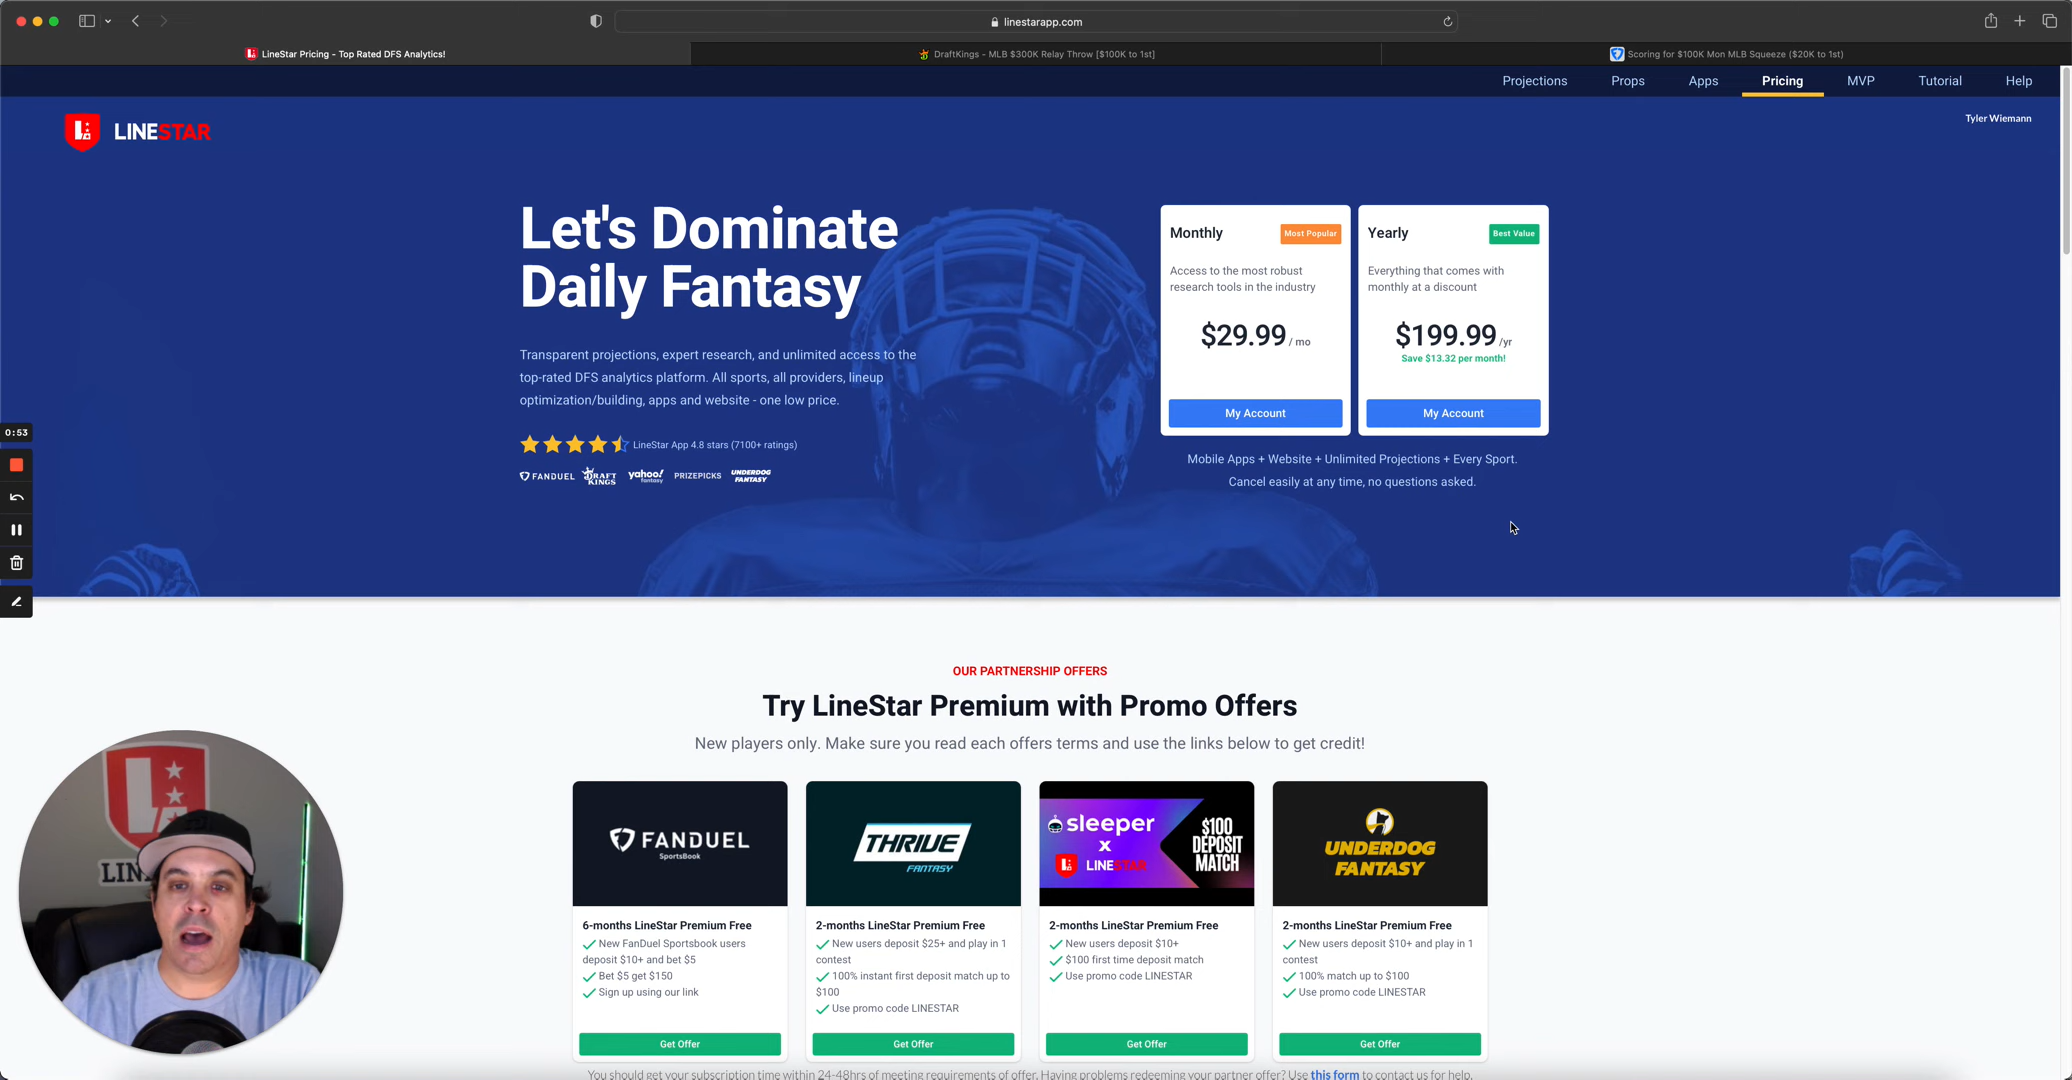 linestarapp.com
LineStar Pricing - Top Rated DFS Analytics!
DraftKings - MLB $300K Relay Throw [$100K to 1st]
Scoring for $100K Mon MLB Squeeze ($20K to 1st)
Projections
Props
Apps
Pricing
MVP
Tutorial
Help
LINESTAR
Tyler Wiemann
Let's Dominate
Daily Fantasy
Transparent projections, expert research, and unlimited access to the
top-rated DFS analytics platform. All sports, all providers, lineup
optimization/building, apps and website - one low price.
LineStar App 4.8 stars (7100+ ratings)
FANDUEL
DRAFT
KINGS
yahoo!
fantasy
PRIZEPICKS
UNDERDOG
FANTASY
Monthly
Most Popular
Access to the most robust
research tools in the industry
$29.99 / mo
My Account
Yearly
Best Value
Everything that comes with
monthly at a discount
$199.99 /yr
Save $13.32 per month!
My Account
Mobile Apps + Website + Unlimited Projections + Every Sport.
Cancel easily at any time, no questions asked.
0:53
OUR PARTNERSHIP OFFERS
Try LineStar Premium with Promo Offers
New players only. Make sure you read each offers terms and use the links below to get credit!
FANDUEL
SportsBook
6-months LineStar Premium Free
New FanDuel Sportsbook users
deposit $10+ and bet $5
Bet $5 get $150
Sign up using our link
Get Offer
THRIVE
FANTASY
2-months LineStar Premium Free
New users deposit $25+ and play in 1
contest
100% instant first deposit match up to
$100
Use promo code LINESTAR
Get Offer
sleeper
X
LINESTAR
$100
DEPOSIT
MATCH
2-months LineStar Premium Free
New users deposit $10+
$100 first time deposit match
Use promo code LINESTAR
Get Offer
UNDERDOG
FANTASY
2-months LineStar Premium Free
New users deposit $10+ and play in 1
contest
100% match up to $100
Use promo code LINESTAR
Get Offer
You should get your subscription time within 24-48hrs of meeting requirements of offer. Having problems redeeming your partner offer? Use this form to contact us for help.